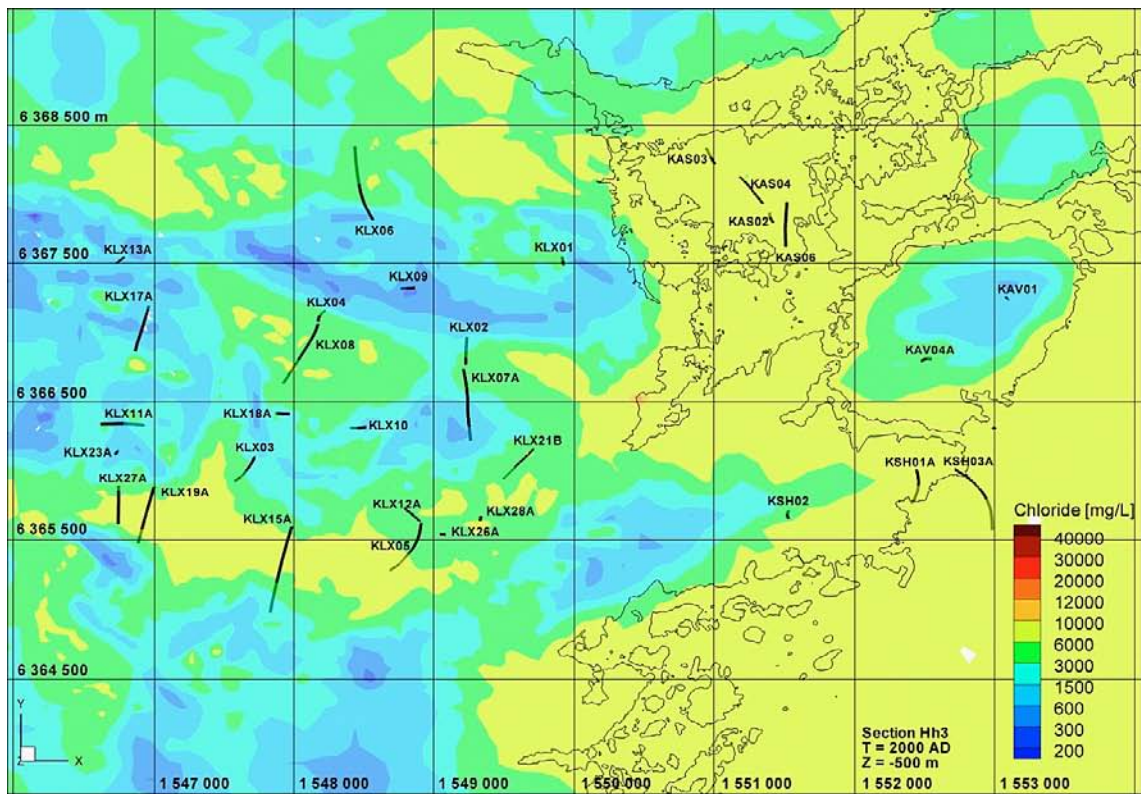 6 368 500 m
KAS03
KAS04
KAS02
KLX06
KLX13A
KLX01
6 367 500
KAS06
KLX09
KAV01
KLX17A
KLX04
KLX02
KLX08
KAV04A
KLX07A
6 366 500
KLX11A
KLX18A
KLX10
KLX21B
KLX03
KLX23A
KSH01A
KSH03A
KLX27A
KLX19A
KSH02
KLX12A
KLX28A
Chloride [mg/L]
KLX15A
6 365 500
KLX26A
KLX05
40000
30000
20000
12000
10000
6000
3000
1500
600
300
200
6 364 500
Y
X
Section Hh3
T = 2000 AD
Z = -500 m
1 547 000
1 548 000
1 549 000
1 550 000
1 551 000
1 552 000
1 553 000